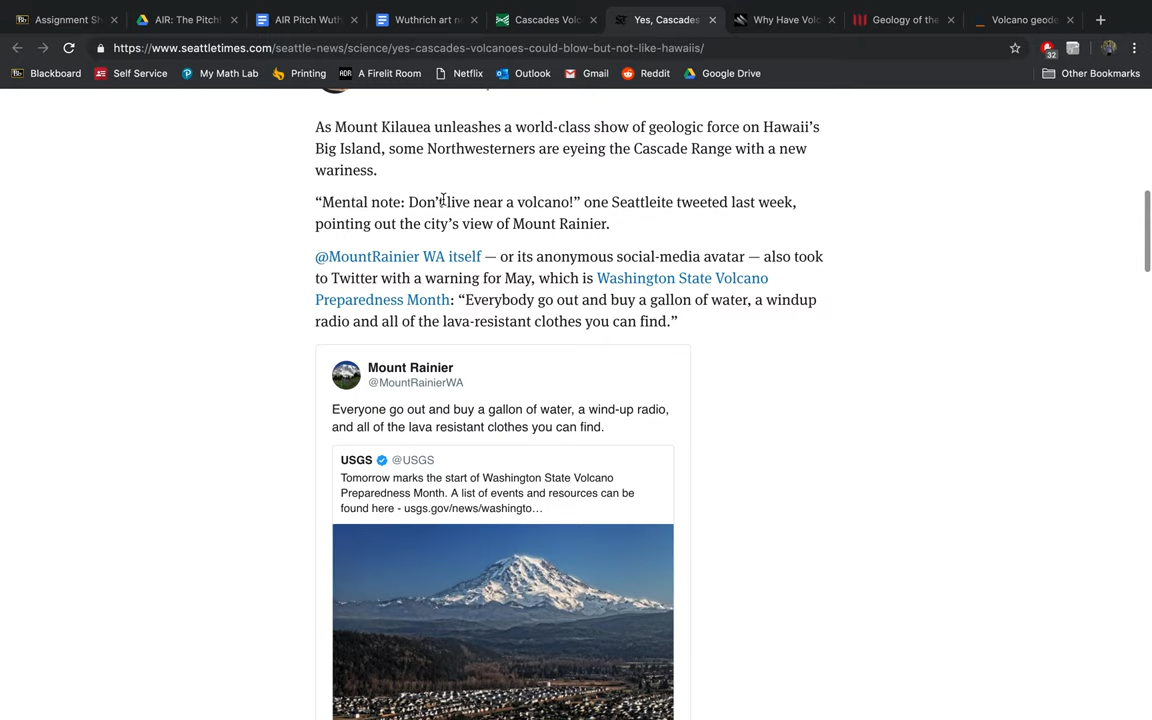 Assignment Sh
AIR: The Pitch!
AIR Pitch Wuth
Wuthrich art n
Cascades Volc
Yes, Cascades
Why Have Volc
Geology of the
Volcano geode
https://www.seattletimes.com/seattle-news/science/yes-cascades-volcanoes-could-blow-but-not-like-hawaiis/
32
Blackboard
Self Service
My Math Lab
Printing
ADR A Firelit Room
Netflix
Outlook
Gmail
Reddit
Google Drive
Other Bookmarks
As Mount Kilauea unleashes a world-class show of geologic force on Hawaii’s
Big Island, some Northwesterners are eyeing the Cascade Range with a new
wariness.
“Mental note: Don’t live near a volcano!” one Seattleite tweeted last week,
pointing out the city’s view of Mount Rainier.
@MountRainier WA itself — or its anonymous social-media avatar — also took
to Twitter with a warning for May, which is Washington State Volcano
Preparedness Month: “Everybody go out and buy a gallon of water, a windup
radio and all of the lava-resistant clothes you can find.”
Mount Rainier
@MountRainierWA
Everyone go out and buy a gallon of water, a wind-up radio,
and all of the lava resistant clothes you can find.
USGS @USGS
Tomorrow marks the start of Washington State Volcano
Preparedness Month. A list of events and resources can be
found here - usgs.gov/news/washingto…